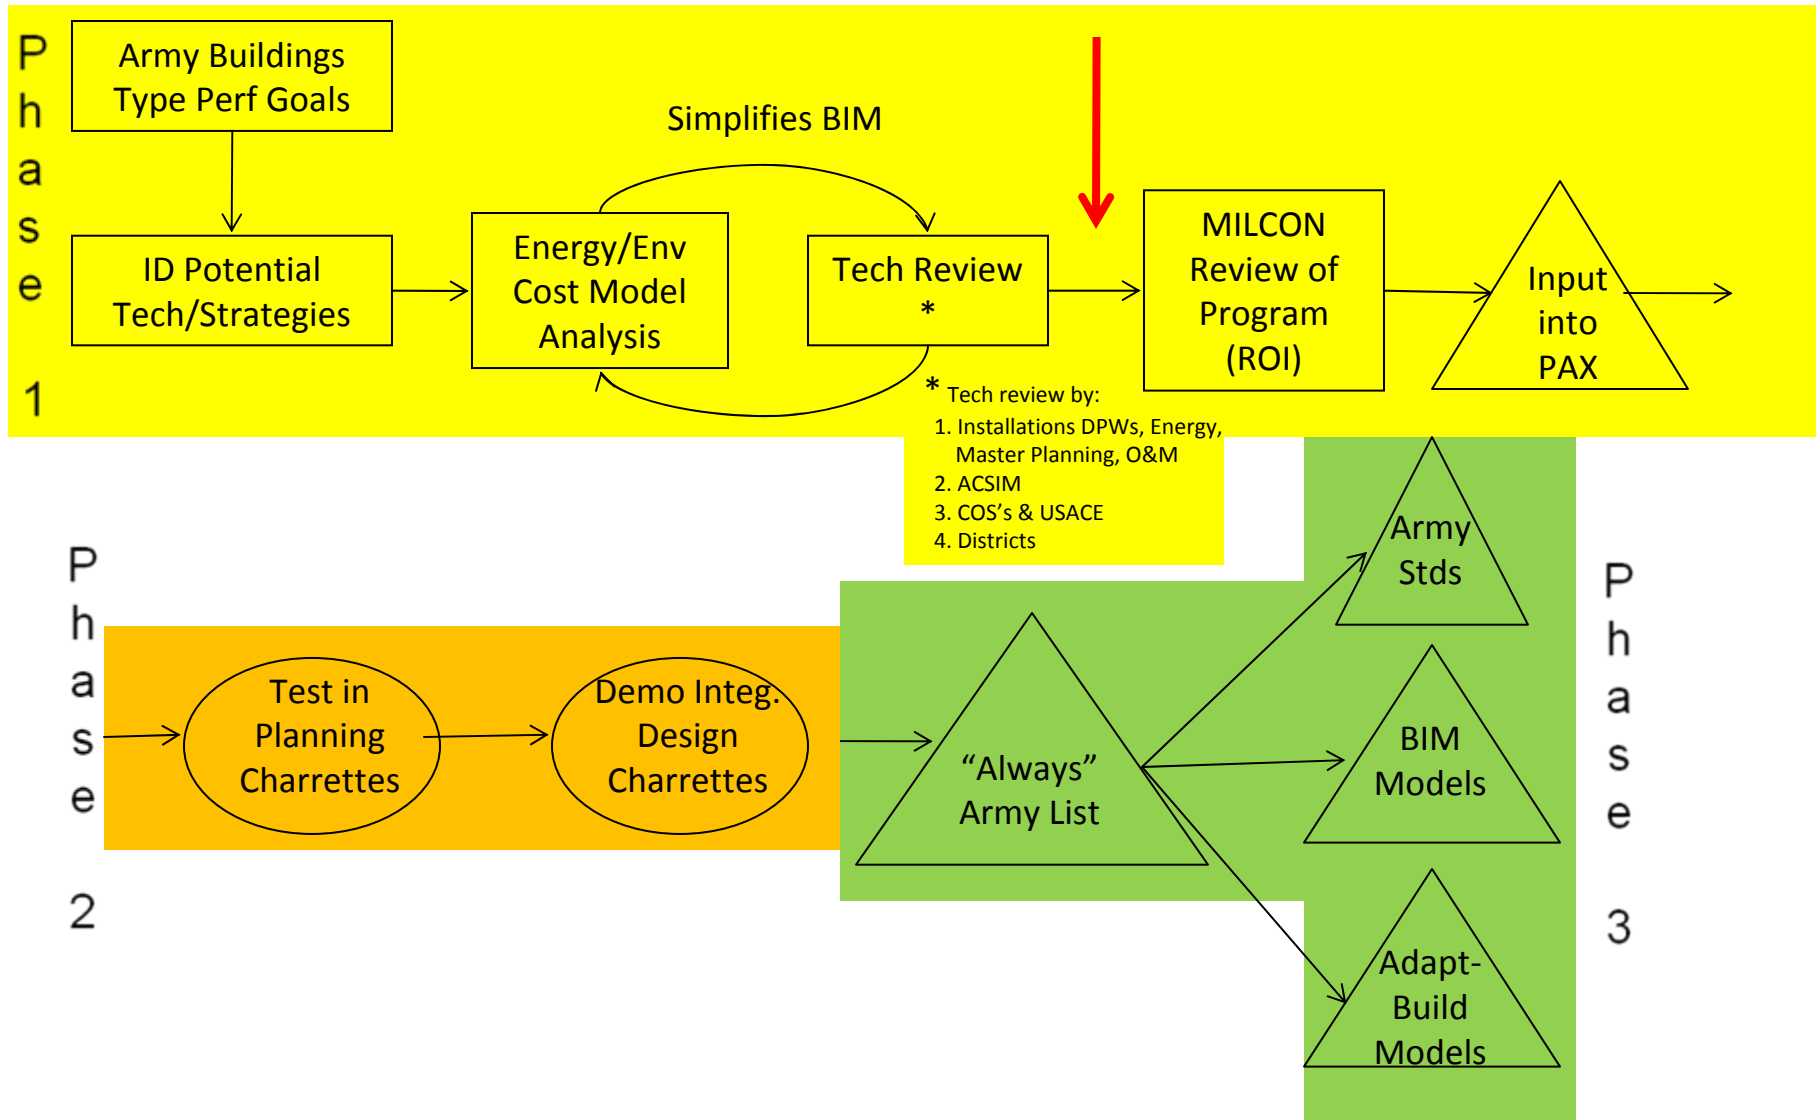 Phase 1
Army Buildings
Type Perf Goals
Simplifies BIM
ID Potential
Tech/Strategies
Energy/Env
Cost Model
Analysis
Tech Review
*
MILCON
Review of
Program
(ROI)
Input
into
PAX
* Tech review by:
1. Installations DPWs, Energy,
Master Planning, O&M
2. ACSIM
3. COS’s & USACE
4. Districts
Phase 2
Test in
Planning
Charrettes
Demo Integ.
Design
Charrettes
“Always”
Army List
Army
Stds
BIM
Models
Adapt-
Build
Models
Phase 3